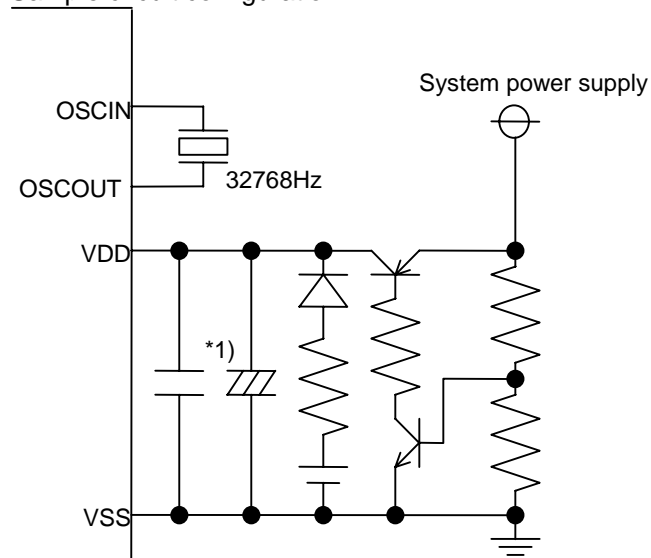 System power supply
OSCIN
OSCOUT
32768Hz
VDD
*1)
VSS